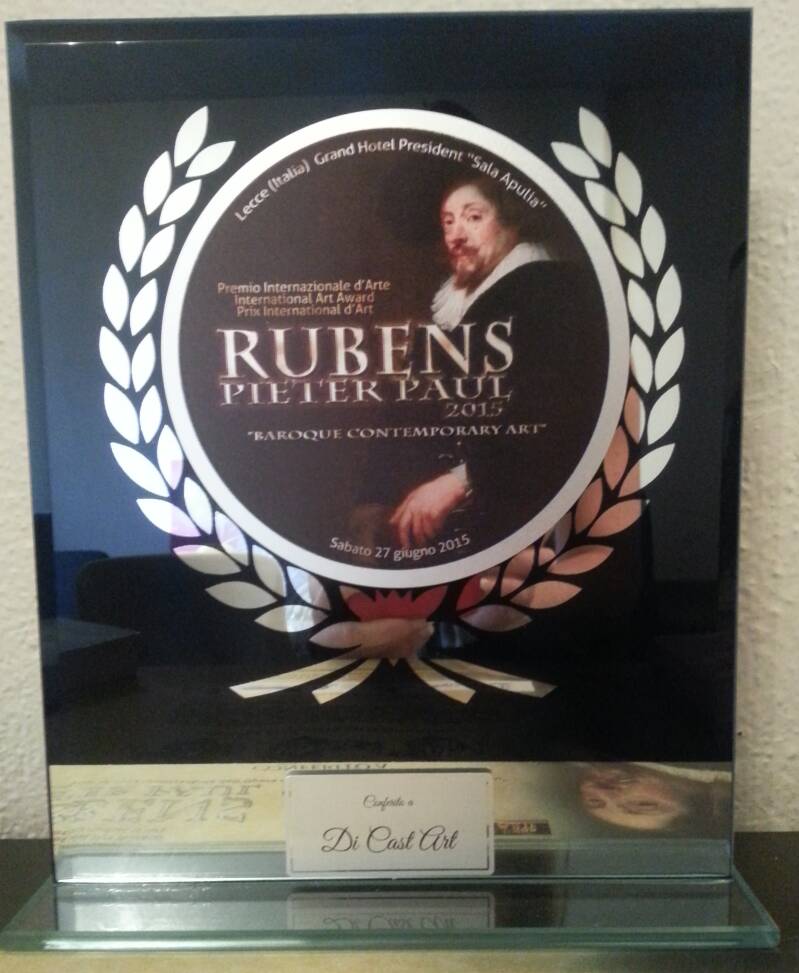 Lecce (Italia) Grand Hotel President "Sala Apulia"
Premio Internazionale d'Arte
International Art Award
Prix International d'Art
RUBENS
PIETER PAUL
2015
"BAROQUE CONTEMPORARY ART"
Sabato 27 giugno 2015
Conferito a
Di Cast Art